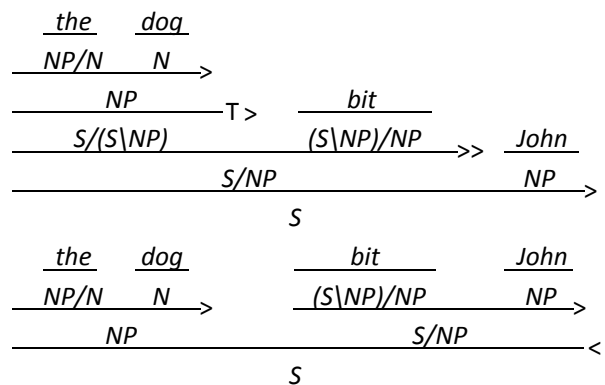 the dog
NP/N N >
NP T > bit
S/(S\NP) (S\NP)/NP >> John
S/NP NP >
S
the dog bit John
NP/N N > (S\NP)/NP NP >
NP S/NP <
S